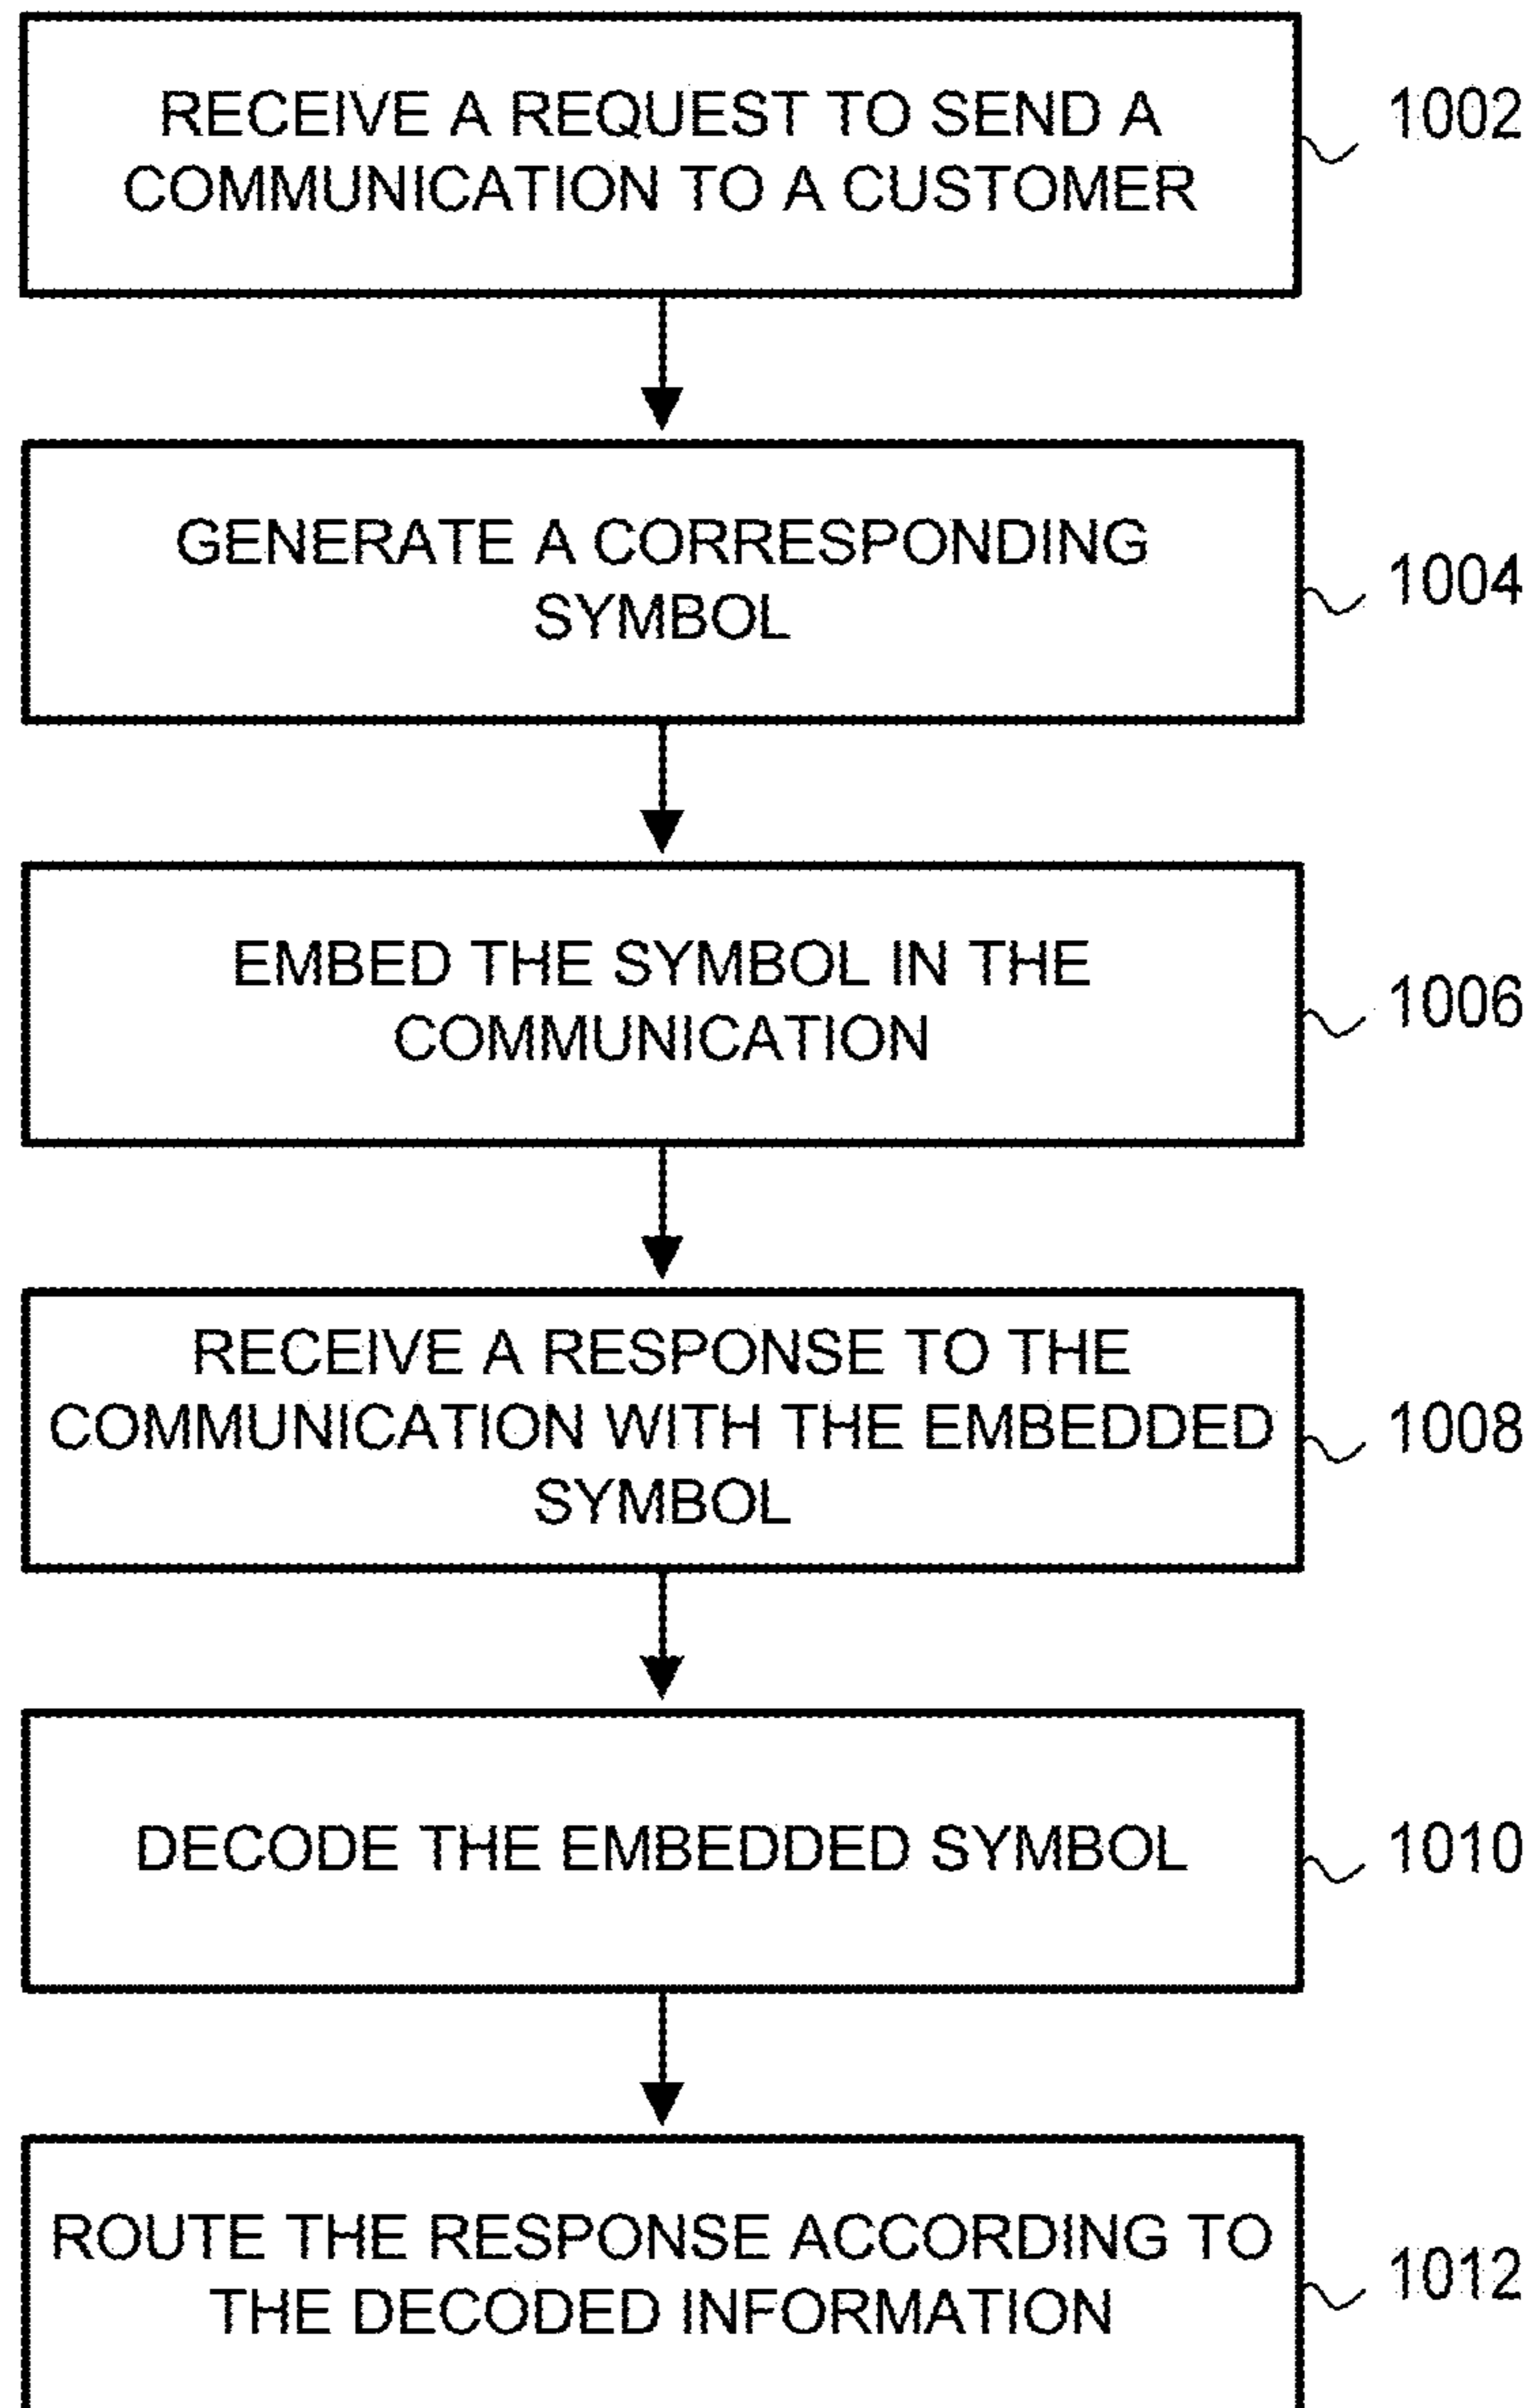 RECEIVE A REQUEST TO SEND A
COMMUNICATION TO A CUSTOMER
1002
GENERATE A CORRESPONDING
SYMBOL
1004
EMBED THE SYMBOL IN THE
COMMUNICATION
1006
RECEIVE A RESPONSE TO THE
COMMUNICATION WITH THE EMBEDDED
SYMBOL
1008
DECODE THE EMBEDDED SYMBOL
1010
ROUTE THE RESPONSE ACCORDING TO
THE DECODED INFORMATION
1012